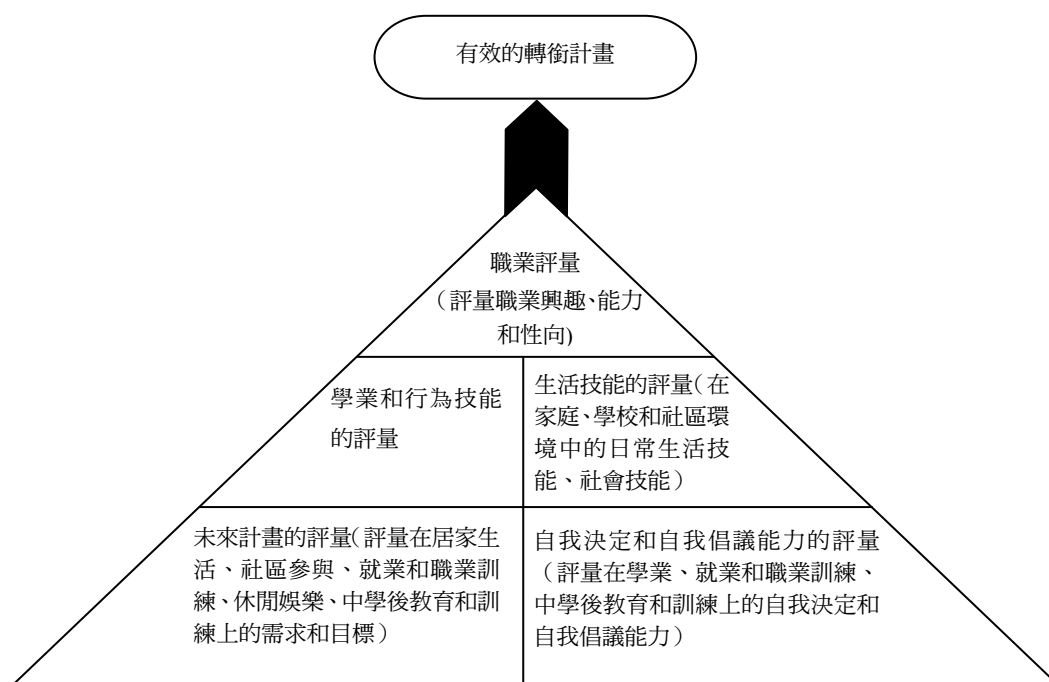 有效的轉銜計畫
職業評量
（評量職業興趣、能力
和性向)
學業和行為技能
的評量
生活技能的評量（在
家庭、學校和社區環
境中的日常生活技
能、社會技能）
未來計畫的評量（評量在居家生
活、社區參與、就業和職業訓
練、休閒娛樂、中學後教育和訓
練上的需求和目標）
自我決定和自我倡議能力的評量
（評量在學業、就業和職業訓練、
中學後教育和訓練上的自我決定和
自我倡議能力）